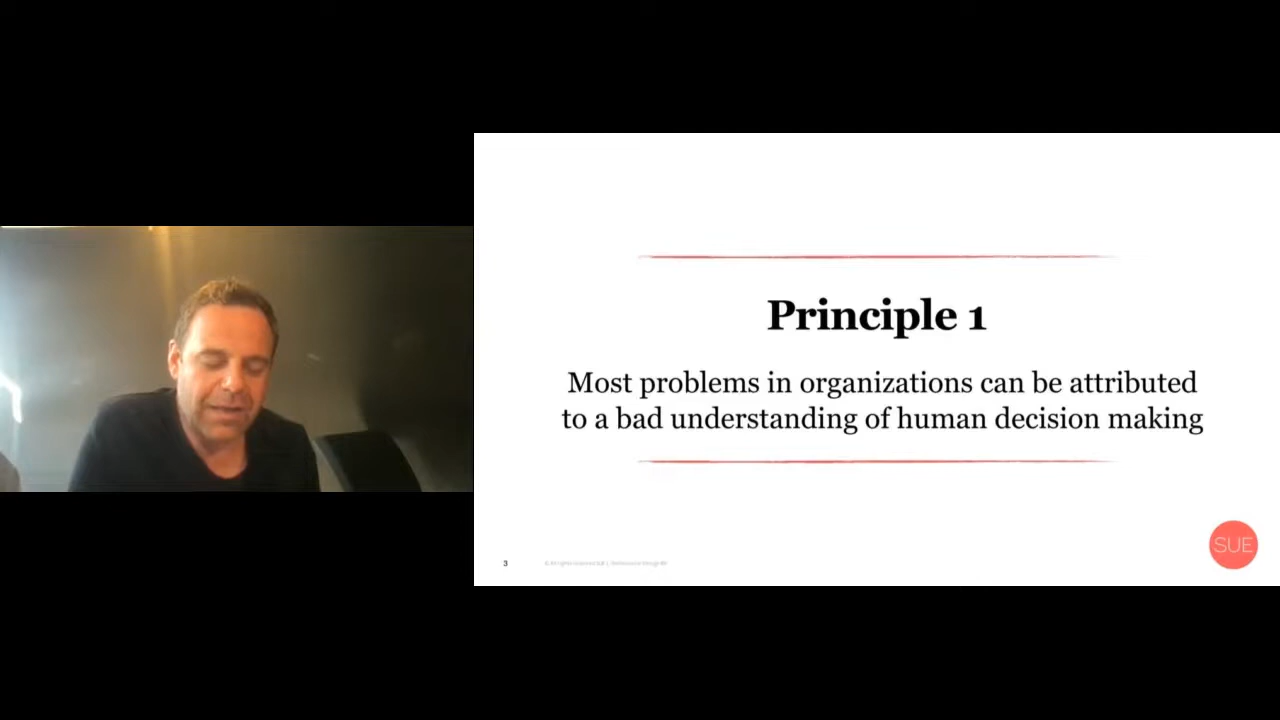 Principle 1
Most problems in organizations can be attributed
to a bad understanding of human decision making
SUE
3